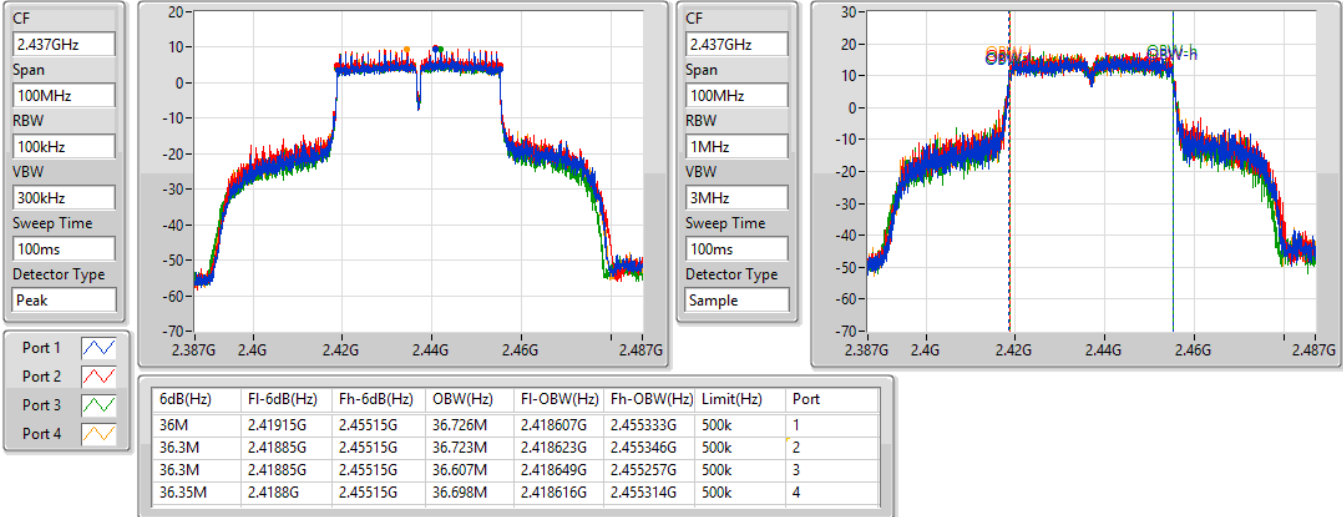 CF
2.437GHz
Span
100MHz
RBW
100kHz
VBW
300kHz
Sweep Time
100ms
Detector Type
Peak
20
10
0
-10
-20
-30
-40
-50
-60
-70
2.387G 2.4G 2.42G 2.44G 2.46G 2.487G
CF
2.437GHz
Span
100MHz
RBW
1MHz
VBW
3MHz
Sweep Time
100ms
Detector Type
Sample
30
20
10
0
-10
-20
-30
-40
-50
-60
-70
OBW-h
2.387G 2.4G 2.42G 2.44G 2.46G 2.487G
Port 1
Port 2
Port 3
Port 4
6dB(Hz) Fl-6dB(Hz) Fh-6dB(Hz) OBW(Hz) Fl-OBW(Hz) Fh-OBW(Hz) Limit(Hz) Port
36M 2.41915G 2.45515G 36.726M 2.418607G 2.455333G 500k 1
36.3M 2.41885G 2.45515G 36.723M 2.418623G 2.455346G 500k 2
36.3M 2.41885G 2.45515G 36.607M 2.418649G 2.455257G 500k 3
36.35M 2.4188G 2.45515G 36.698M 2.418616G 2.455314G 500k 4